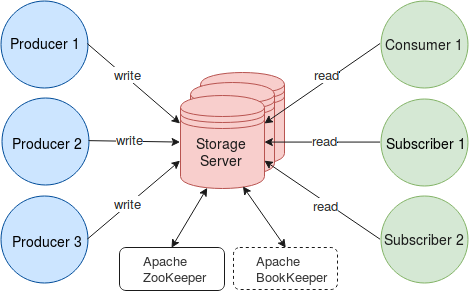 Producer 1
Consumer 1
write
read
Producer 2
write
Storage
Server
read
Subscriber 1
write
read
Producer 3
Subscriber 2
Apache
ZooKeeper
Apache
BookKeeper